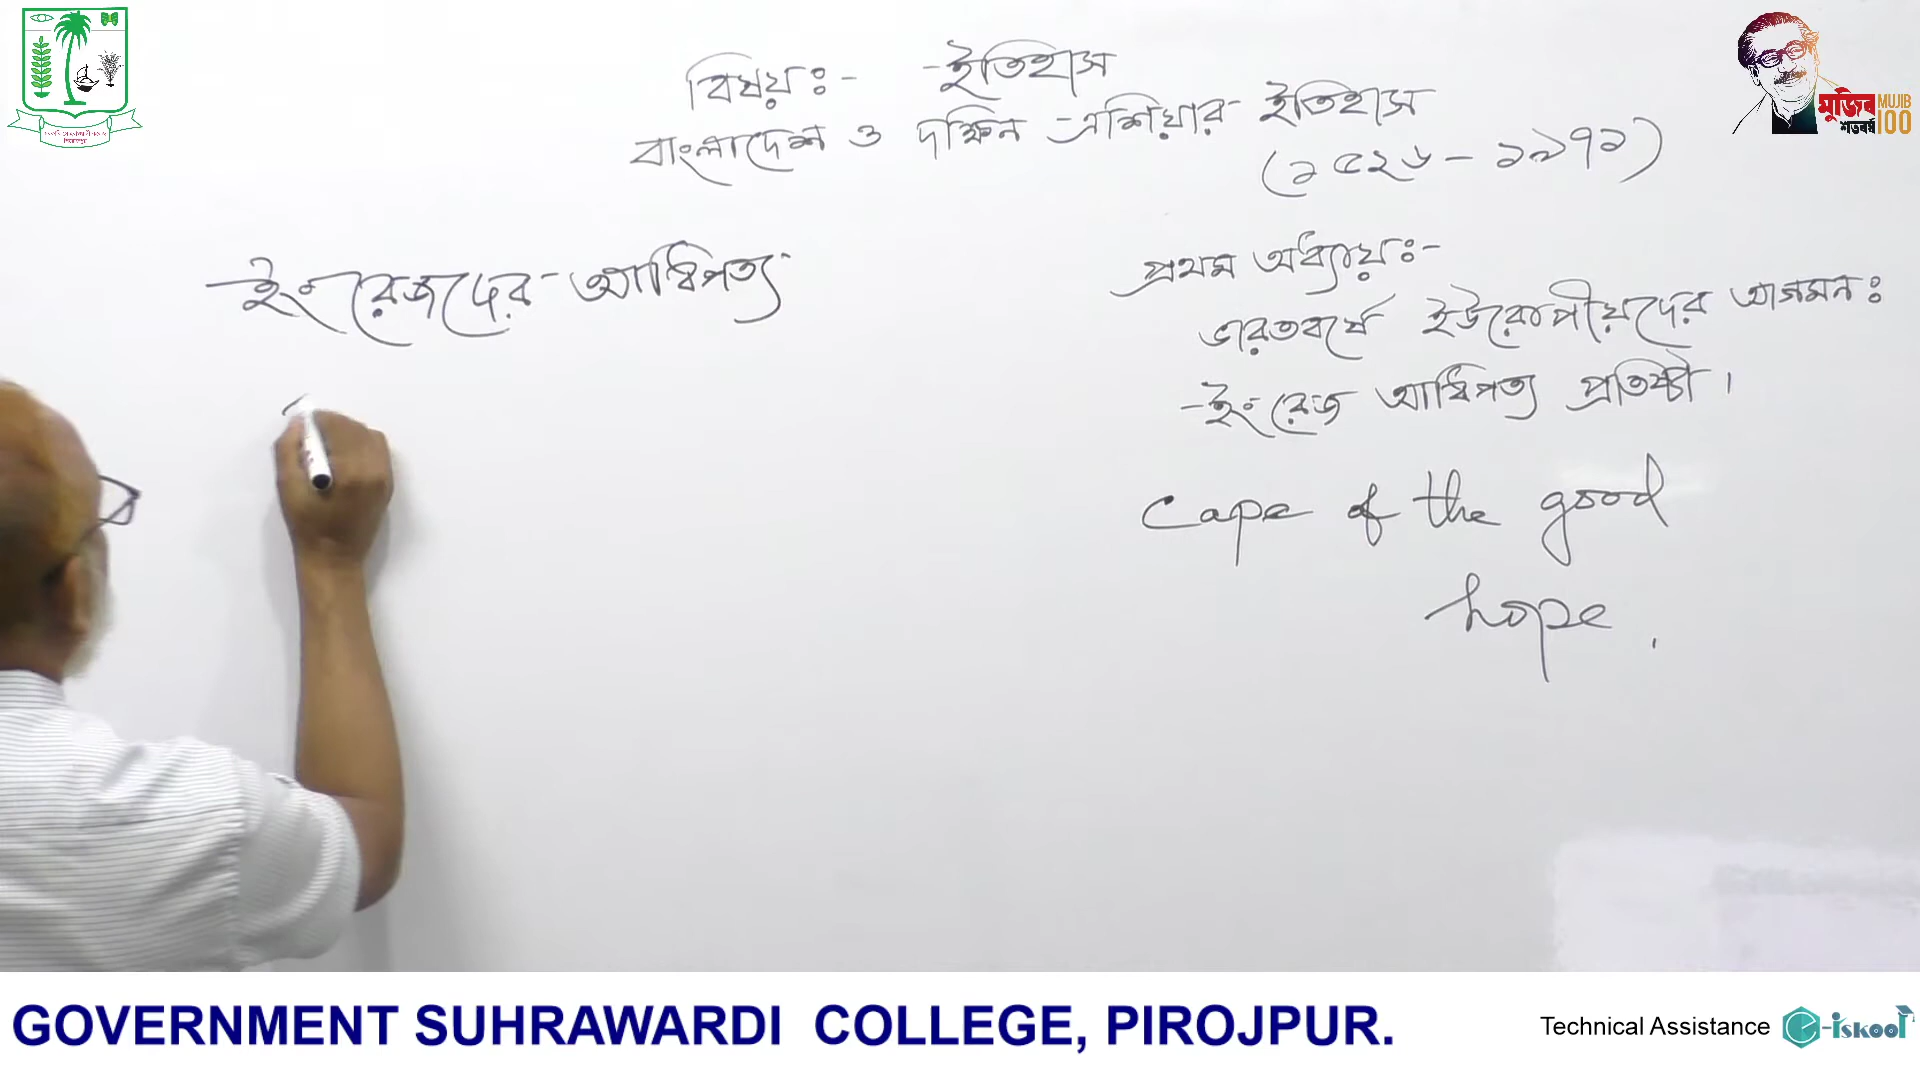 বিষয়ঃ- ইতিহাস
বাংলাদেশ ও দক্ষিন এশিয়ার ইতিহাস
(১৫২৬ - ১৯৭১)
ইংরেজদের আধিপত্য
প্রথম অধ্যায়ঃ-
ভারতবর্ষে ইউরোপীয়দের আগমনঃ
ইংরেজ আধিপত্য প্রতিষ্ঠা।
Cape of the good
hope.
মুজিব শতবর্ষ
MUJIB 100
GOVERNMENT SUHRAWARDI COLLEGE, PIROJPUR.
Technical Assistance e-iskool